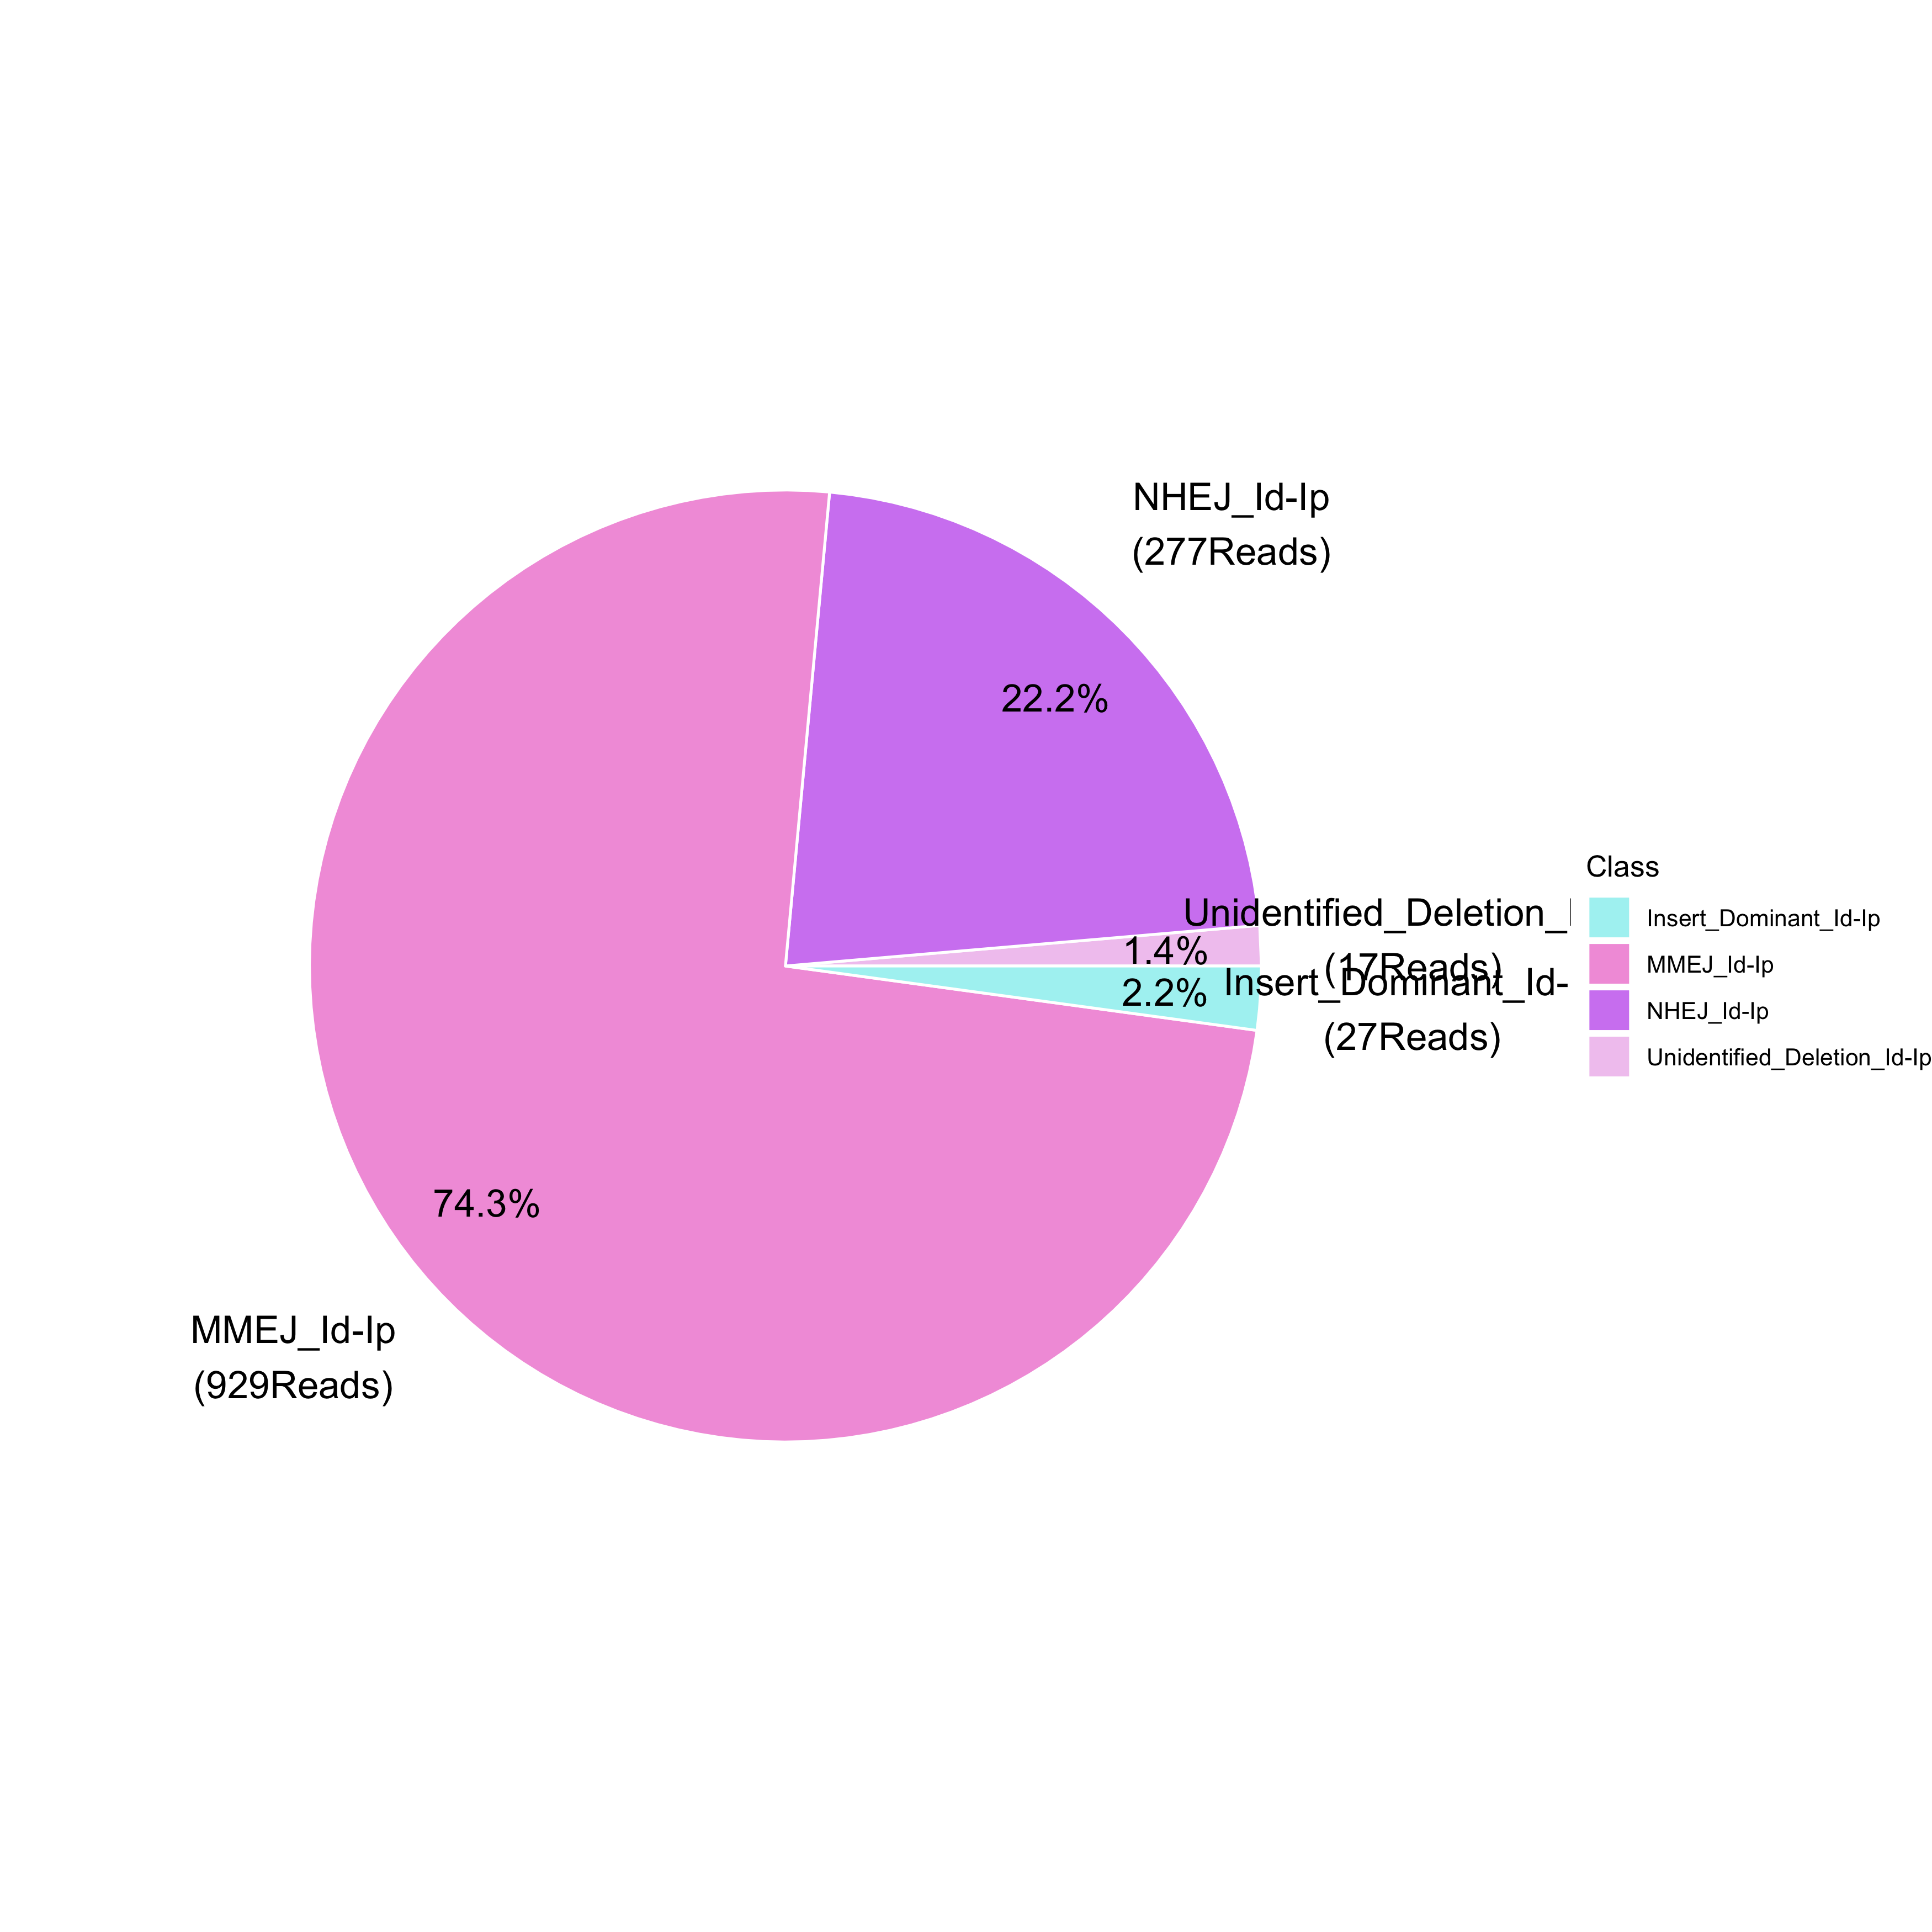 NHEJ_Id-Ip
(277Reads)
22.2%
Unidentified_Deletion_
(17Reads)
1.4%
Insert_Dominant_Id-
(27Reads)
2.2%
74.3%
MMEJ_Id-Ip
(929Reads)
Class
Insert_Dominant_Id-Ip
MMEJ_Id-Ip
NHEJ_Id-Ip
Unidentified_Deletion_Id-Ip